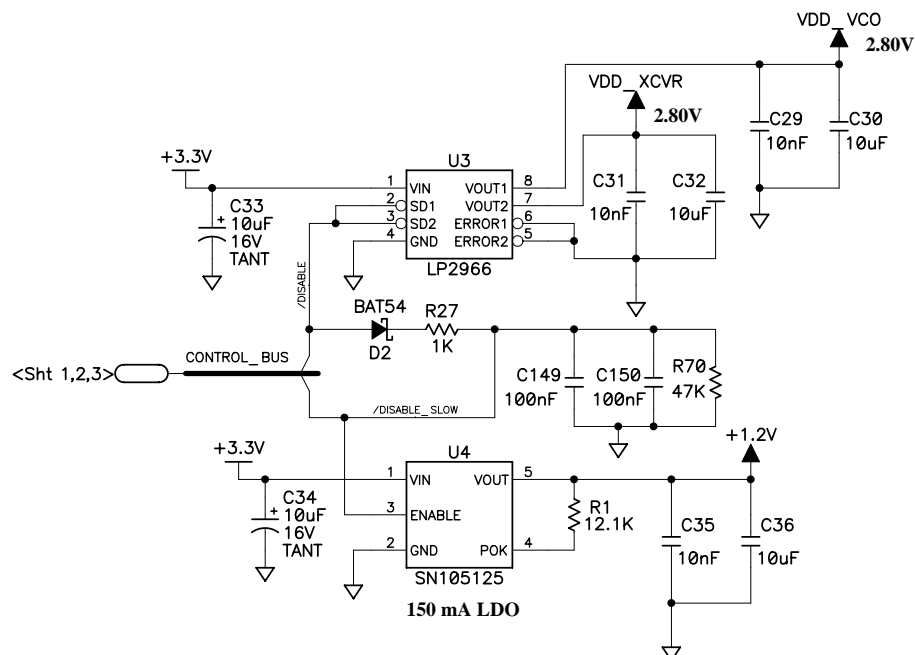 VDD_VCO
2.80V
VDD_XCVR
2.80V
C29
10nF
C30
10uF
+3.3V
U3
1 VIN VOUT1 8
2 SD1 VOUT2 7
3 SD2 ERROR1 6
4 GND ERROR2 5
LP2966
C31
10nF
C32
10uF
C33
+
10uF
16V
TANT
/DISABLE
BAT54
D2
R27
1K
<Sht 1,2,3>
CONTROL_BUS
C149
100nF
C150
100nF
R70
47K
/DISABLE_SLOW
+3.3V
U4
+1.2V
1 VIN VOUT 5
3 ENABLE
2 GND POK 4
SN105125
150 mA LDO
C34
+
10uF
16V
TANT
R1
12.1K
C35
10nF
C36
10uF